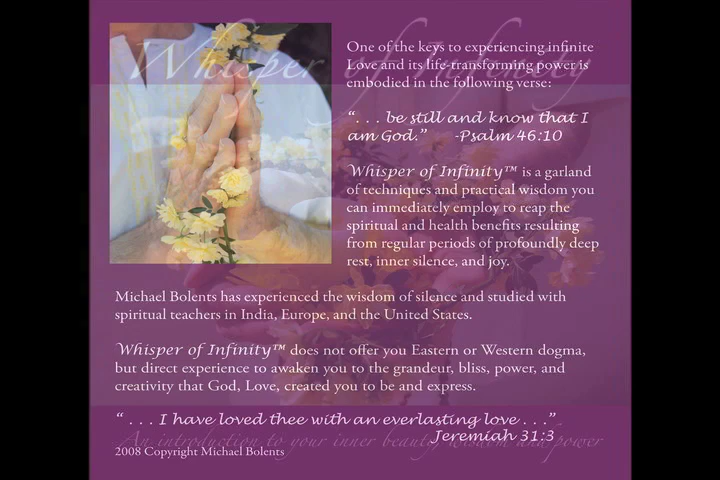 Whisper of Infinity
One of the keys to experiencing infinite
Love and its life-transforming power is
embodied in the following verse:
“. . . be still and know that I
am God.” -Psalm 46:10
Whisper of Infinity™ is a garland
of techniques and practical wisdom you
can immediately employ to reap the
spiritual and health benefits resulting
from regular periods of profoundly deep
rest, inner silence, and joy.
Michael Bolents has experienced the wisdom of silence and studied with
spiritual teachers in India, Europe, and the United States.
Whisper of Infinity™ does not offer you Eastern or Western dogma,
but direct experience to awaken you to the grandeur, bliss, power, and
creativity that God, Love, created you to be and express.
“ . . . I have loved thee with an everlasting love . . .”
Jeremiah 31:3
An introduction to your inner beauty, wisdom and power
2008 Copyright Michael Bolents